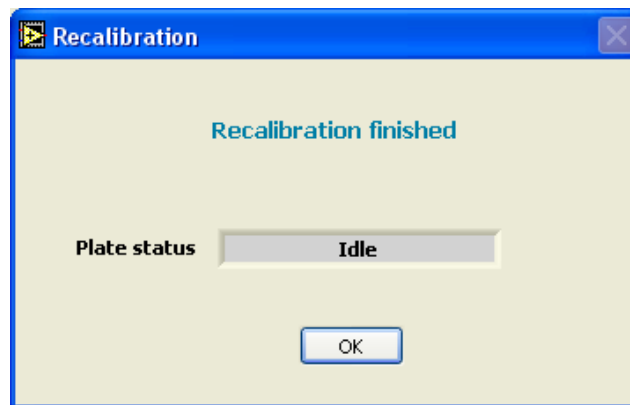 Recalibration
Recalibration finished
Plate status Idle
OK